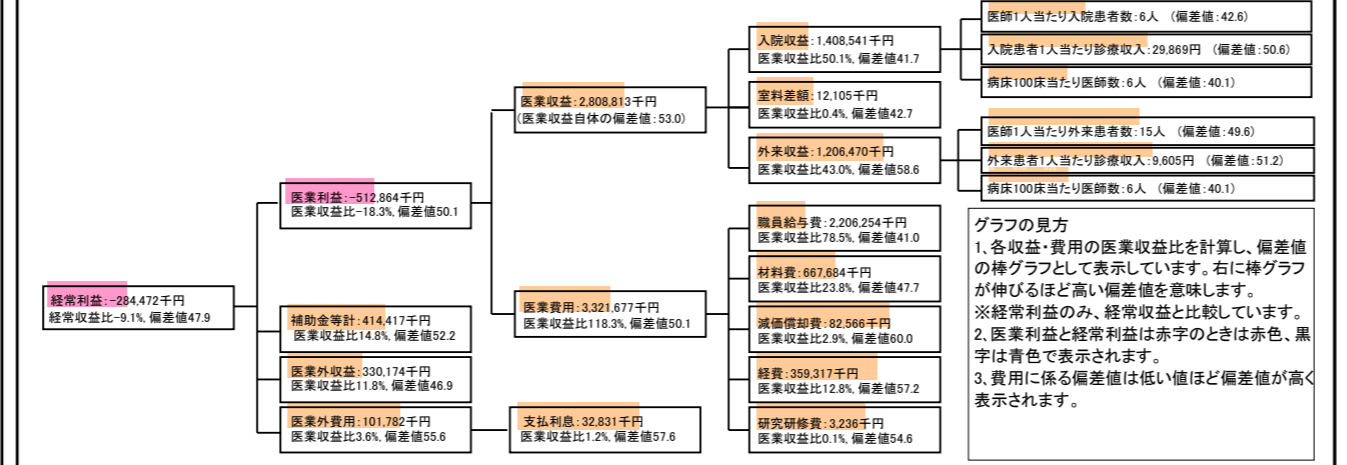 経常利益:-284,472千円
経常収益比-9.1%, 偏差値47.9
医業利益:-512,864千円
医業収益比-18.3%, 偏差値50.1
補助金等計:414,417千円
医業収益比14.8%, 偏差値52.2
医業外収益:330,174千円
医業収益比11.8%, 偏差値46.9
医業外費用:101,782千円
医業収益比3.6%, 偏差値55.6
医業収益:2,808,813千円
(医業収益自体の偏差値:53.0)
医業費用:3,321,677千円
医業収益比118.3%, 偏差値50.1
支払利息:32,831千円
医業収益比1.2%, 偏差値57.6
入院収益:1,408,541千円
医業収益比50.1%, 偏差値41.7
室料差額:12,105千円
医業収益比0.4%, 偏差値42.7
外来収益:1,206,470千円
医業収益比43.0%, 偏差値58.6
職員給与費:2,206,254千円
医業収益比78.5%, 偏差値41.0
材料費:667,684千円
医業収益比23.8%, 偏差値47.7
減価償却費:82,566千円
医業収益比2.9%, 偏差値60.0
経費:359,317千円
医業収益比12.8%, 偏差値57.2
研究研修費:3,236千円
医業収益比0.1%, 偏差値54.6
医師1人当たり入院患者数:6人 (偏差値:42.6)
入院患者1人当たり診療収入:29,869円 (偏差値:50.6)
病床100床当たり医師数:6人 (偏差値:40.1)
医師1人当たり外来患者数:15人 (偏差値:49.6)
外来患者1人当たり診療収入:9,605円 (偏差値:51.2)
病床100床当たり医師数:6人 (偏差値:40.1)
グラフの見方
1、各収益・費用の医業収益比を計算し、偏差値
の棒グラフとして表示しています。右に棒グラフ
が伸びるほど高い偏差値を意味します。
※経常利益のみ、経常収益と比較しています。
2、医業利益と経常利益は赤字のときは赤色、黒
字は青色で表示されます。
3、費用に係る偏差値は低い値ほど偏差値が高く
表示されます。